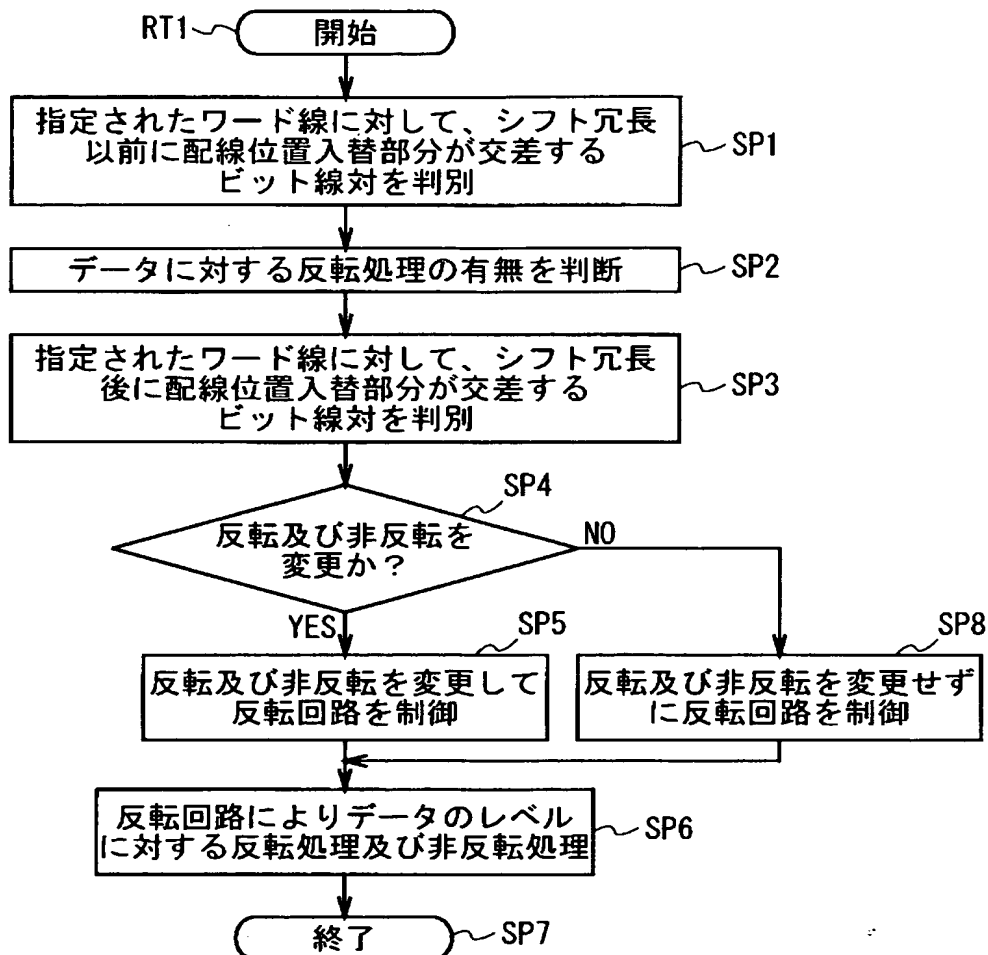 RT1
開始
指定されたワード線に対して、シフト冗長
以前に配線位置入替部分が交差する
ビット線対を判別
SP1
データに対する反転処理の有無を判断
SP2
指定されたワード線に対して、シフト冗長
後に配線位置入替部分が交差する
ビット線対を判別
SP3
SP4
反転及び非反転を
変更か？
NO
YES
SP5
反転及び非反転を変更して
反転回路を制御
SP8
反転及び非反転を変更せず
に反転回路を制御
反転回路によりデータのレベル
に対する反転処理及び非反転処理
SP6
終了
SP7